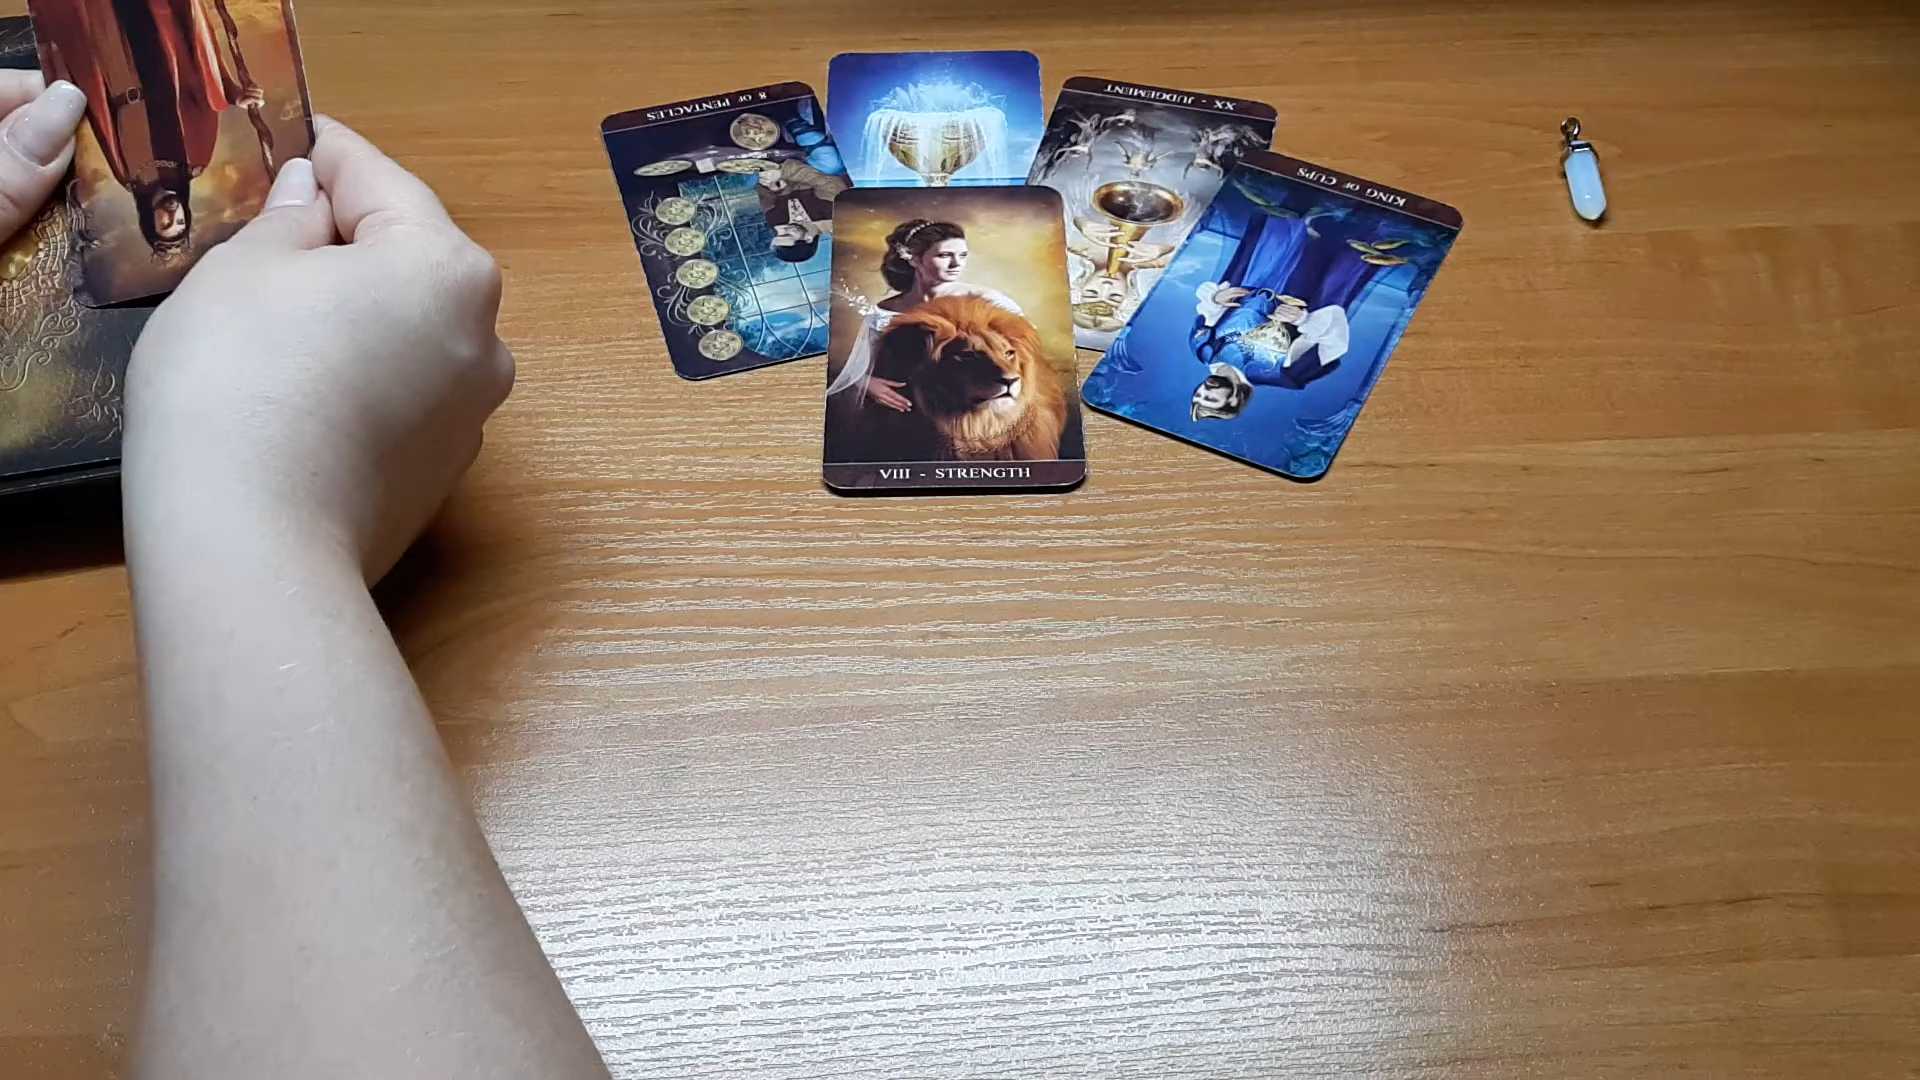 8 OF PENTACLES
XX - JUDGEMENT
KING OF CUPS
VIII - STRENGTH